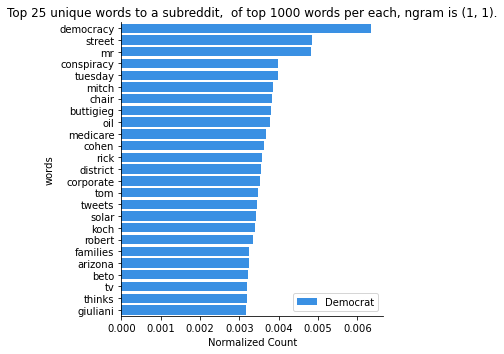 Top 25 unique words to a subreddit,  of top 1000 words per each, ngram is (1, 1).
democracy
street
mr
conspiracy
tuesday
mitch
chair
buttigieg
oil
medicare
cohen
rick
district
corporate
tom
tweets
solar
koch
robert
families
arizona
beto
tv
thinks
giuliani
words
Democrat
0.000 0.001 0.002 0.003 0.004 0.005 0.006
Normalized Count